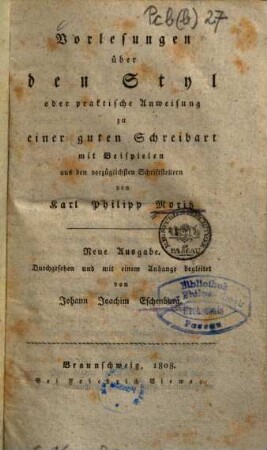 Pcb(b) 27
Vorlesungen
über
den Styl
oder praktische Anweisung
zu
einer guten Schreibart
mit Beispielen
aus den vorzüglichsten Schriftstellern
von
Karl Philipp Moritz
Neue Ausgabe.
Durchgesehen und mit einem Anhange begleitet
von
Johann Joachim Eschenburg.
Bibliothek
Passau
Braunschweig, 1808.
Bei Friedrich Vieweg